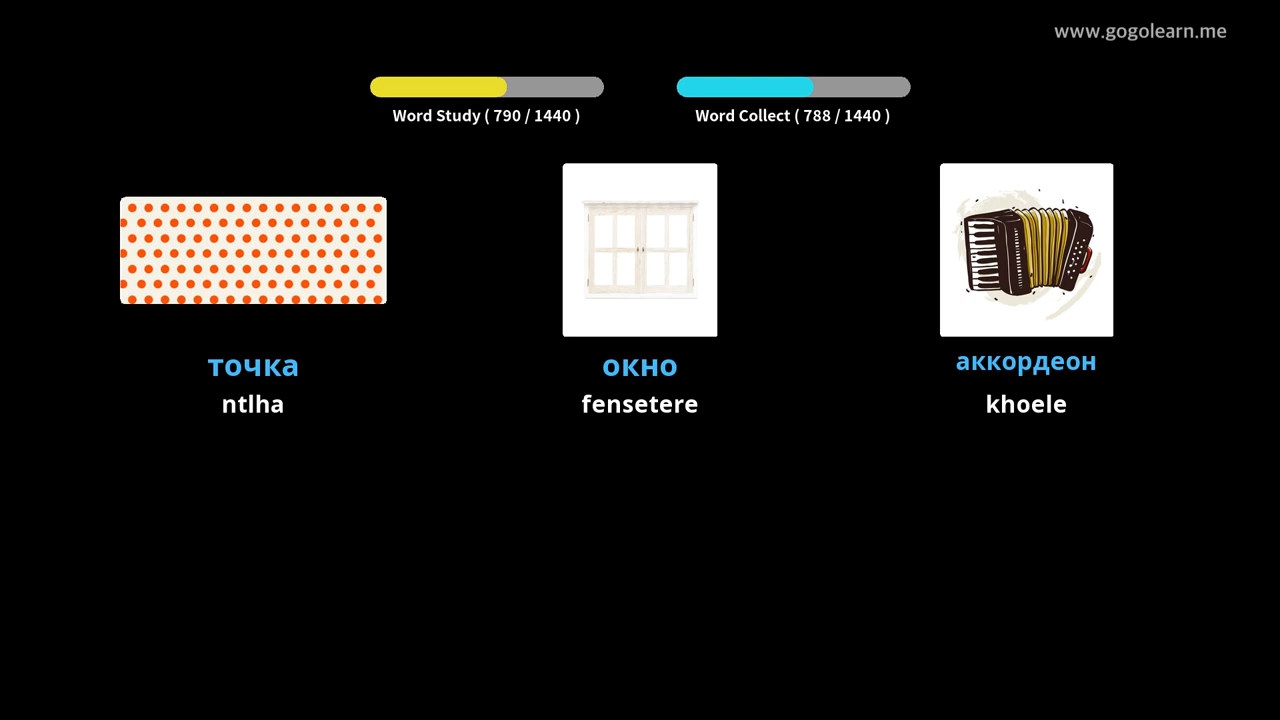 www.gogolearn.me
Word Study ( 790 / 1440 )
Word Collect ( 788 / 1440 )
точка
ntlha
окно
fensetere
аккордеон
khoele